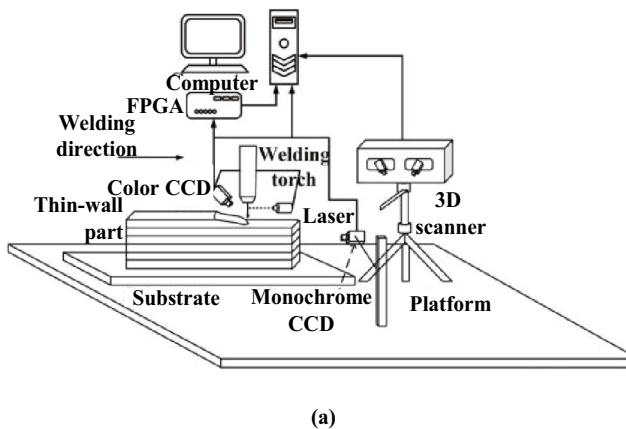 Computer
FPGA
Welding
direction
Welding
torch
Color CCD
3D
scanner
Thin-wall
part
Laser
Substrate
Monochrome
CCD
Platform
(a)